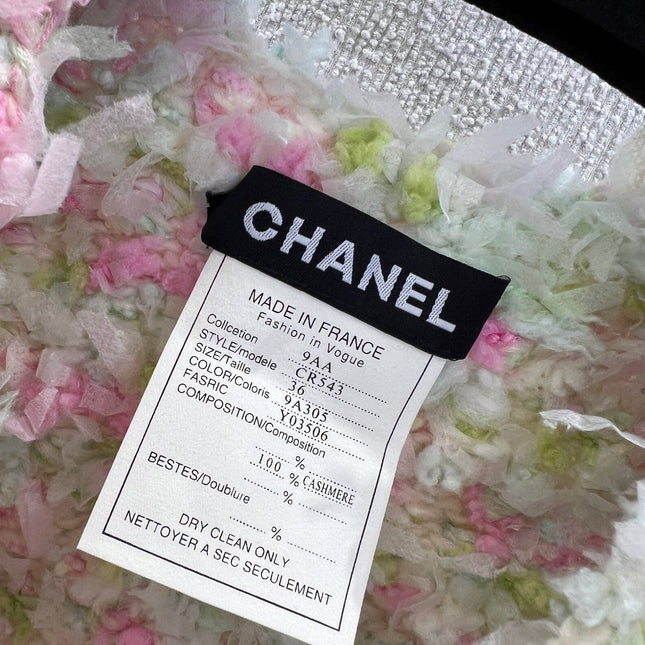 CHANEL
MADE IN FRANCE
Fashion in Vogue
Collcetion 9AA
STYLE/modele CR543
SIZE/Taille 36
COLOR/Coloris 9A305
FASRIC Y03506
COMPOSITION/Composition
%
100 % CASHMERE
BESTES/Doublure %
%
DRY CLEAN ONLY
NETTOYER A SEC SECULEMENT